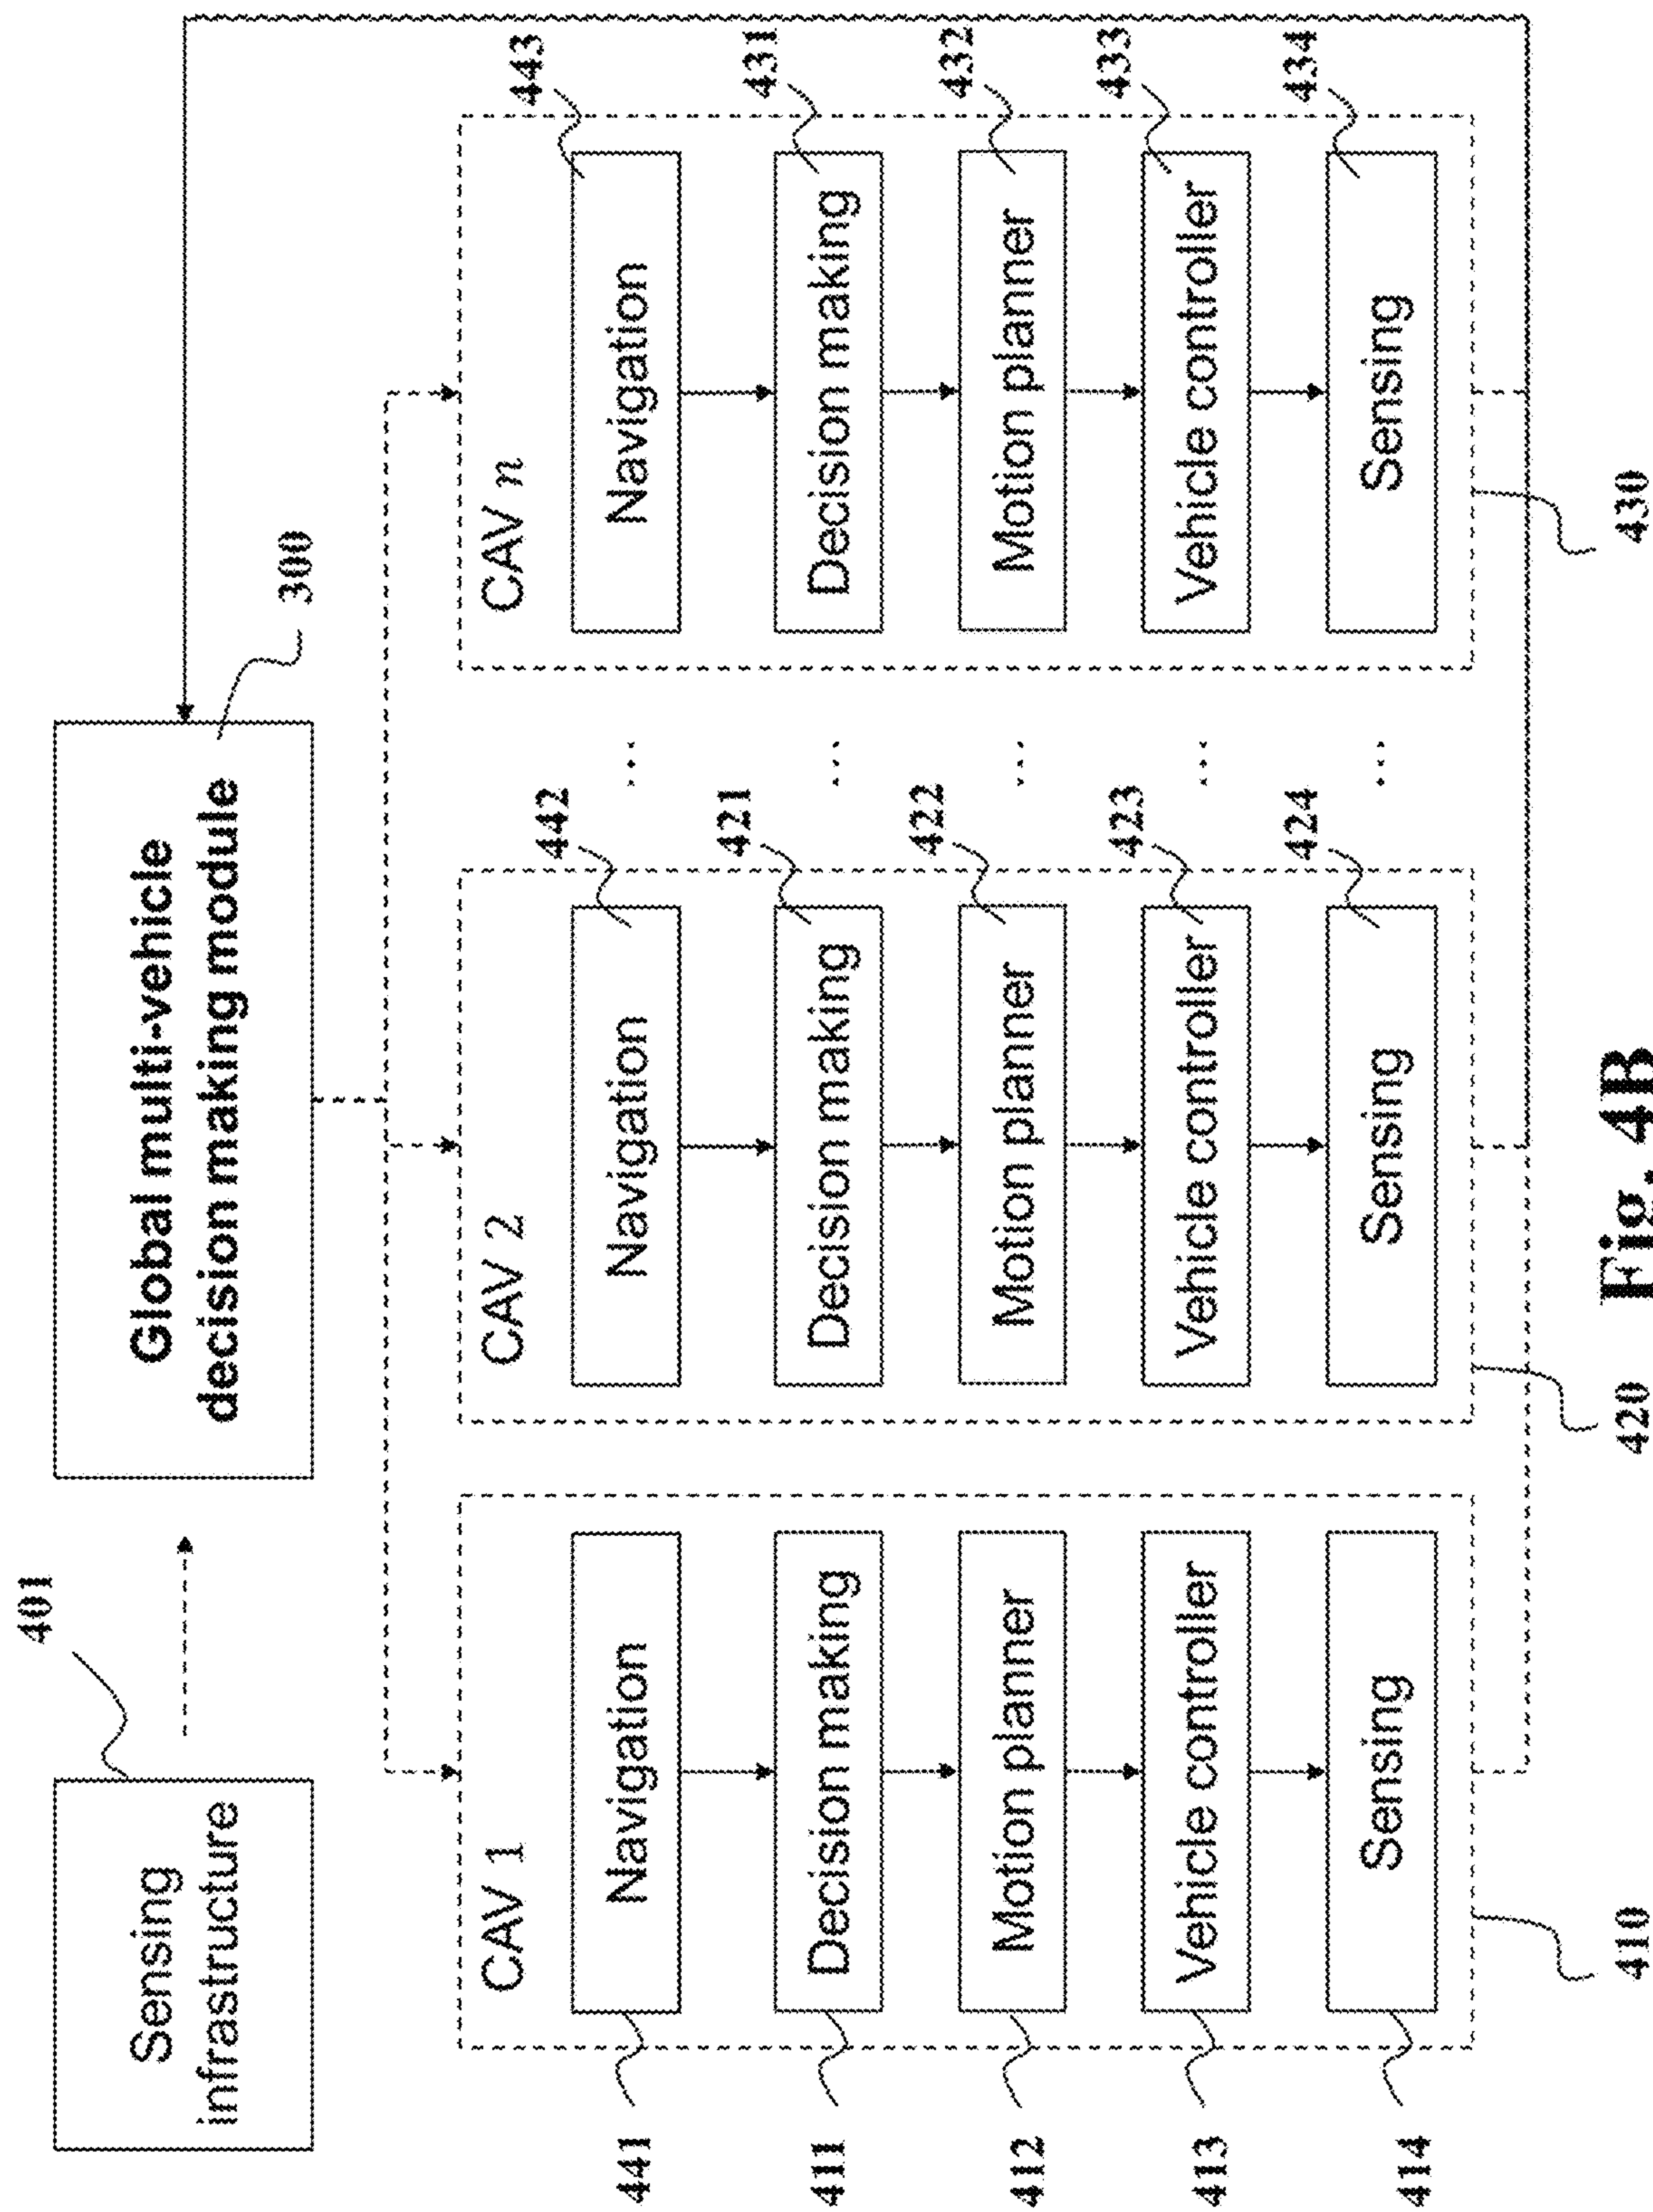 401
Sensing
infrastructure
Global multi-vehicle
decision making module
300
CAV 1
441
Navigation
411
Decision making
412
Motion planner
413
Vehicle controller
414
Sensing
410
CAV 2
442
Navigation
421
Decision making
422
Motion planner
423
Vehicle controller
424
Sensing
420
...
...
...
...
...
CAV n
443
Navigation
431
Decision making
432
Motion planner
433
Vehicle controller
434
Sensing
430
Fig. 4B